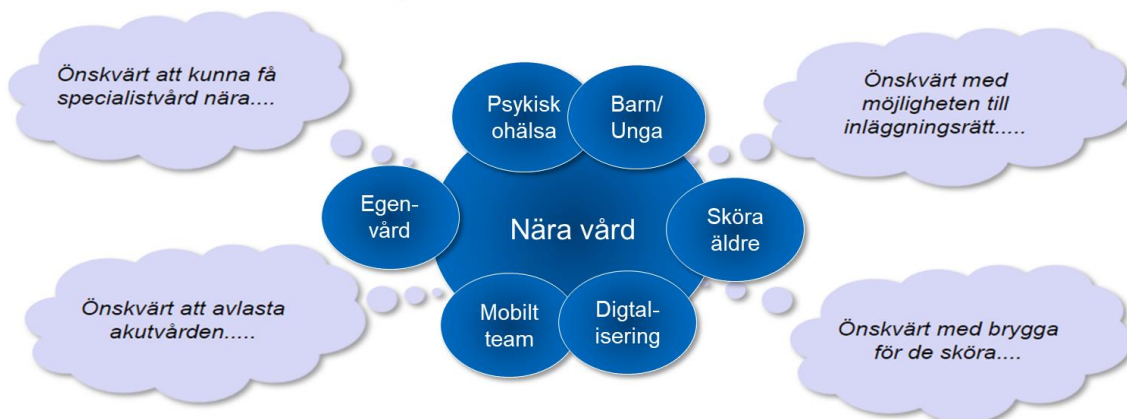 Önskvärt att kunna få
specialistvård nära....
Önskvärt med
möjligheten till
inläggningsrätt.....
Psykisk
ohälsa
Barn/
Unga
Egen-
vård
Nära vård
Sköra
äldre
Mobilt
team
Digtal-
isering
Önskvärt att avlasta
akutvården.....
Önskvärt med brygga
för de sköra....